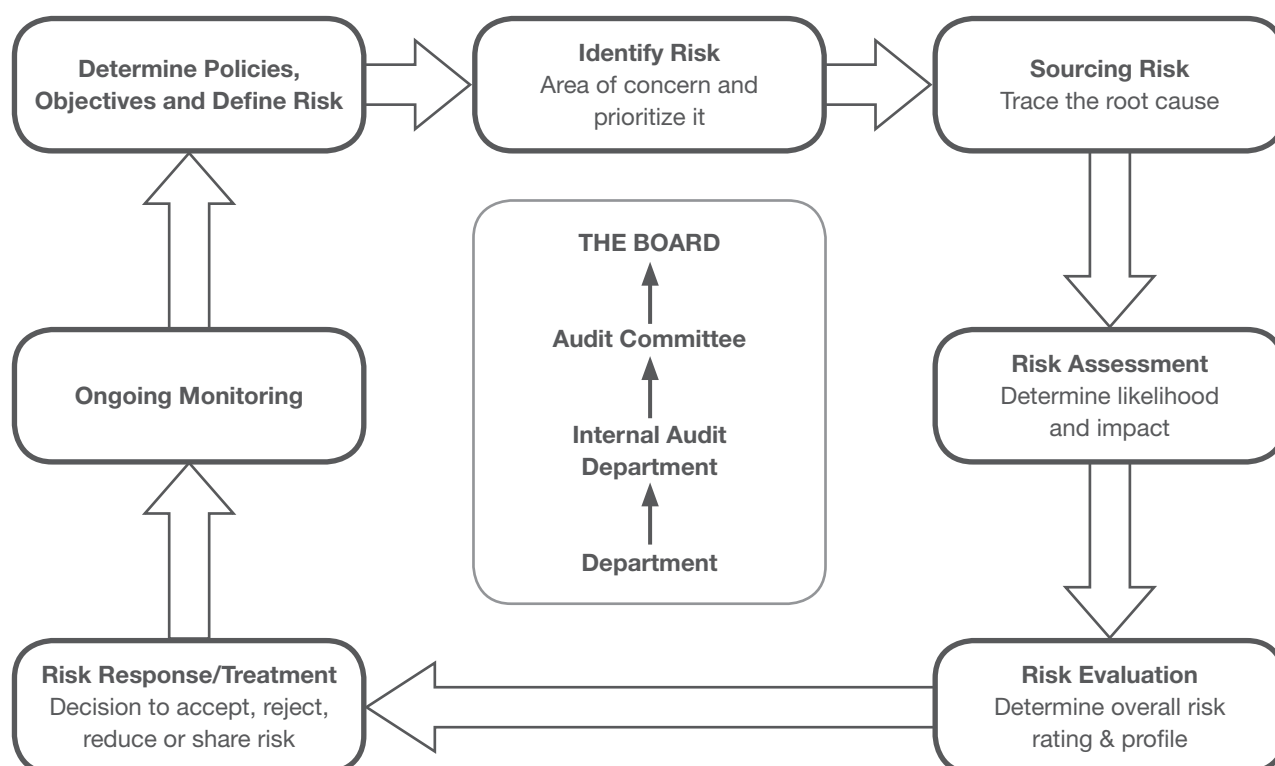 Determine Policies,
Objectives and Define Risk
Identify Risk
Area of concern and
prioritize it
Sourcing Risk
Trace the root cause
THE BOARD
Audit Committee
Internal Audit
Department
Department
Ongoing Monitoring
Risk Assessment
Determine likelihood
and impact
Risk Response/Treatment
Decision to accept, reject,
reduce or share risk
Risk Evaluation
Determine overall risk
rating & profile